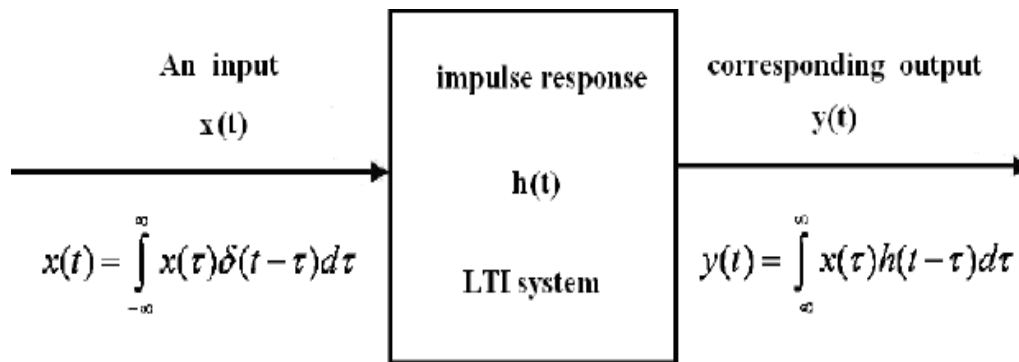 An input
x(t)
x(t) = ∫_{-∞}^{∞} x(τ)δ(t-τ)dτ
impulse response
h(t)
LTI system
corresponding output
y(t)
y(t) = ∫_{∞}^{∞} x(τ)h(t-τ)dτ